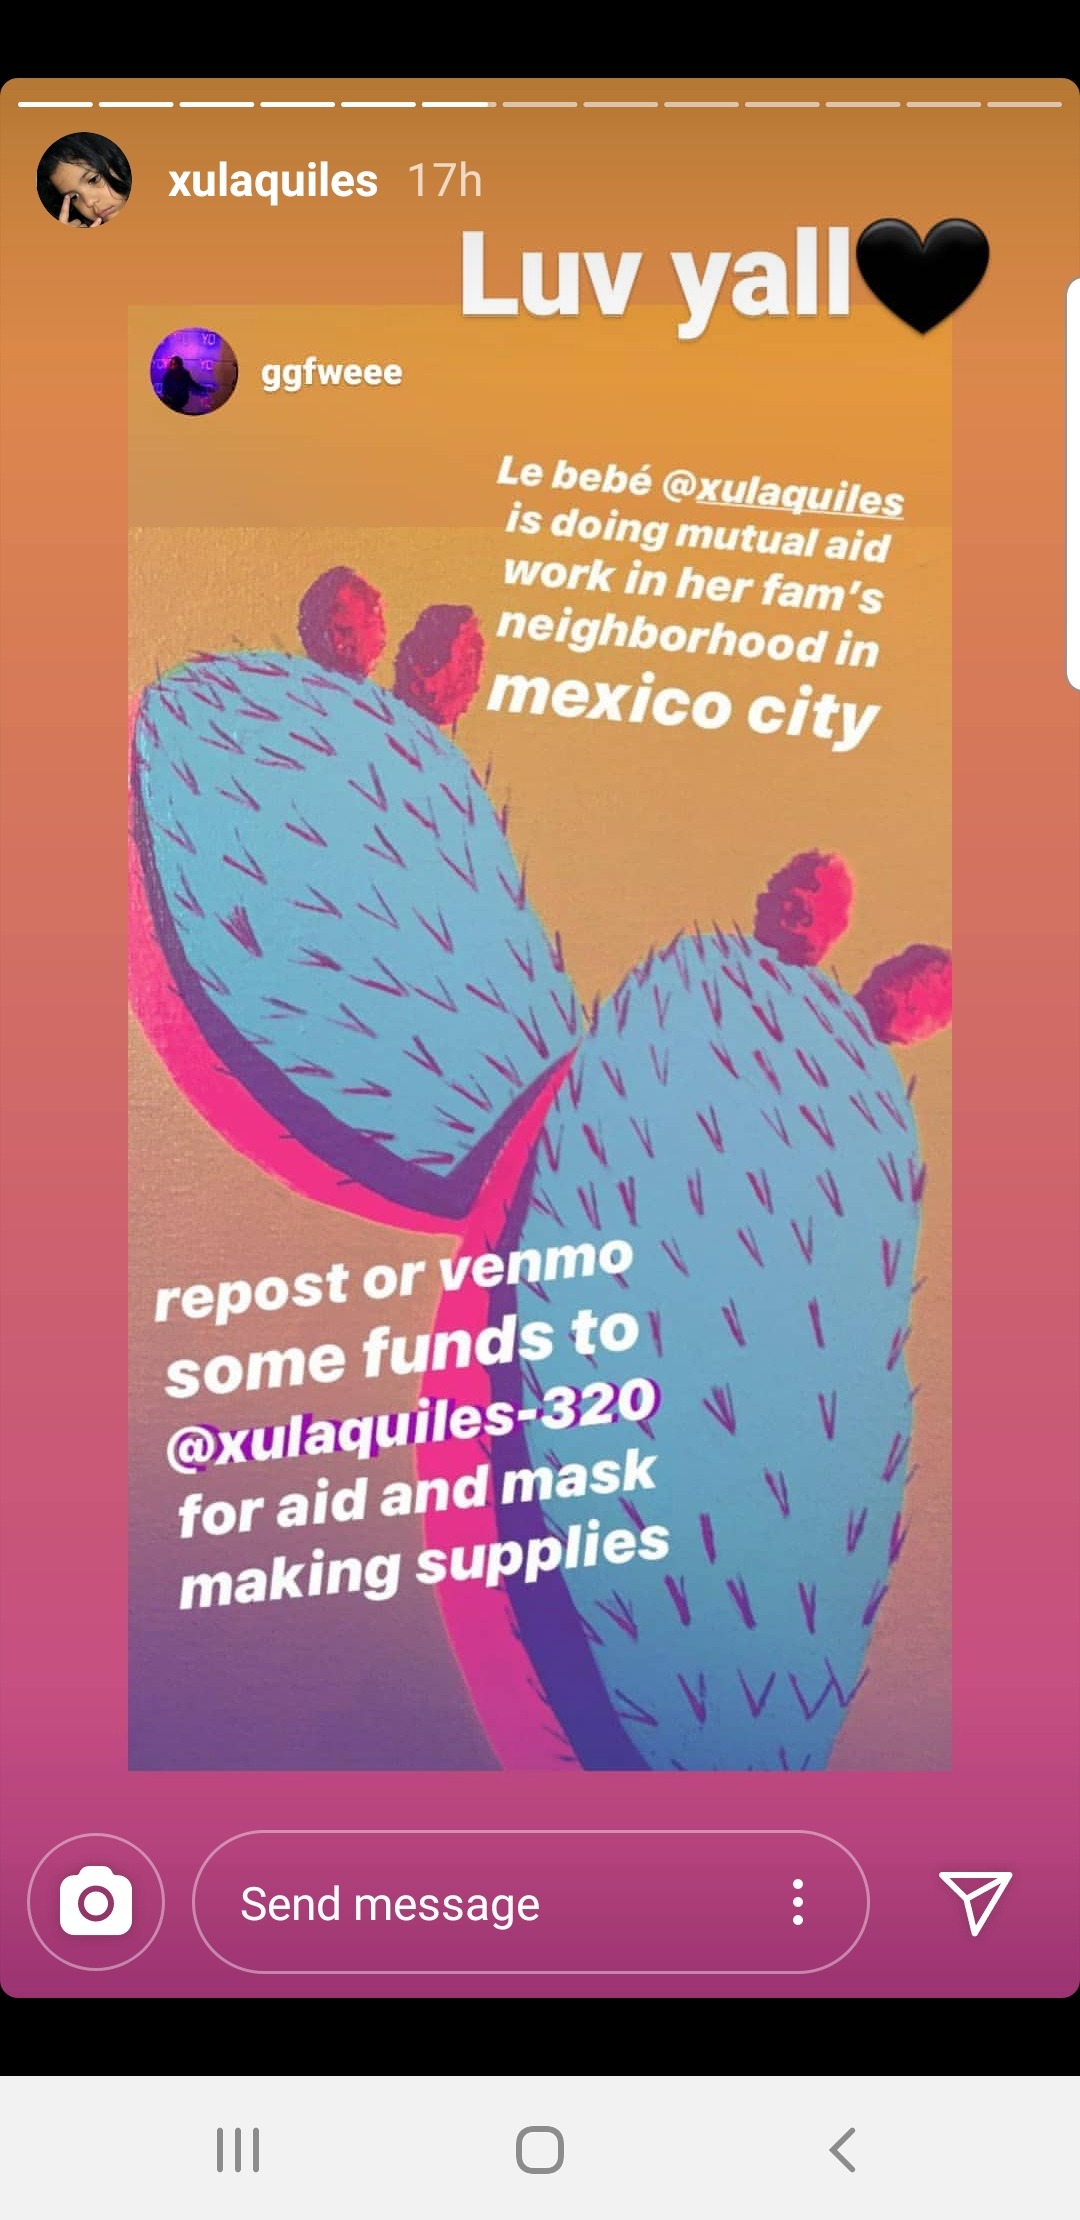 xulaquiles 17h
Luv yall🖤
ggfweee
Le bebé @xulaquiles
is doing mutual aid
work in her fam's
neighborhood in
mexico city
repost or venmo
some funds to
@xulaquiles-320
for aid and mask
making supplies
Send message